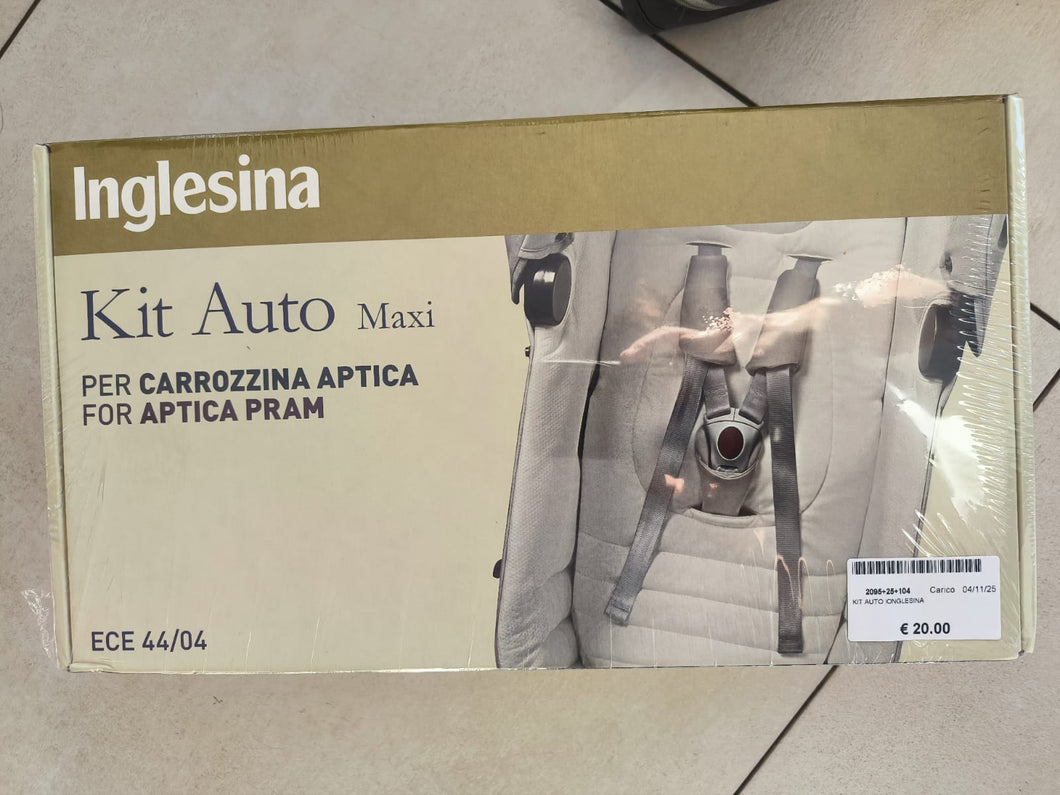 Inglesina
Kit Auto Maxi
PER CARROZZINA APTICA
FOR APTICA PRAM
ECE 44/04
2095+25+104 Carico 04/11/25
KIT AUTO IONGLESINA
€ 20.00